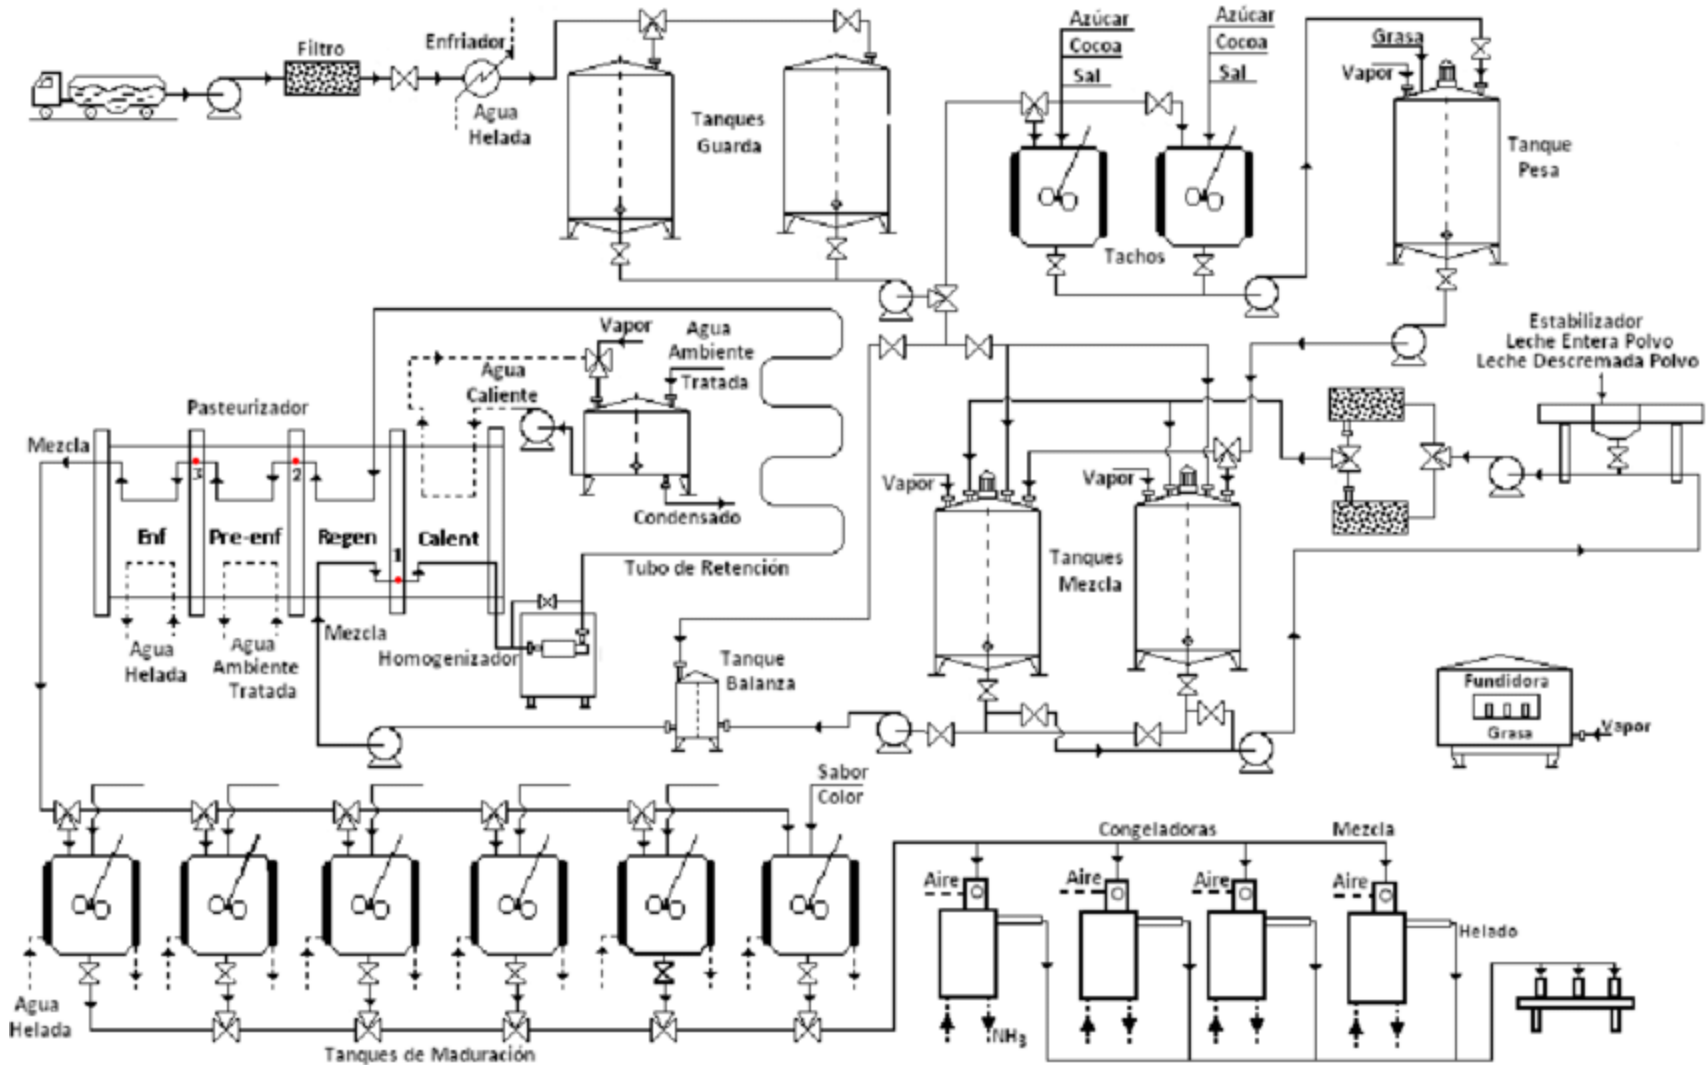 Filtro
Enfriador
Agua
Helada
Tanques
Guarda
Azúcar
Cocoa
Sal
Azúcar
Cocoa
Sal
Tachos
Grasa
Vapor
Tanque
Pesa
Estabilizador
Leche Entera Polvo
Leche Descremada Polvo
Pasteurizador
Mezcla
Agua
Caliente
Vapor
Agua
Ambiente
Tratada
Condensado
3
2
1
Enf
Pre-enf
Regen
Calent
Agua
Helada
Agua
Ambiente
Tratada
Mezcla
Homogenizador
Tubo de Retención
Tanque
Balanza
Vapor
Vapor
Tanques
Mezcla
Fundidora
Grasa
Vapor
Sabor
Color
Agua
Helada
Tanques de Maduración
Congeladoras
Mezcla
Aire
Aire
Aire
Aire
Helado
NH3